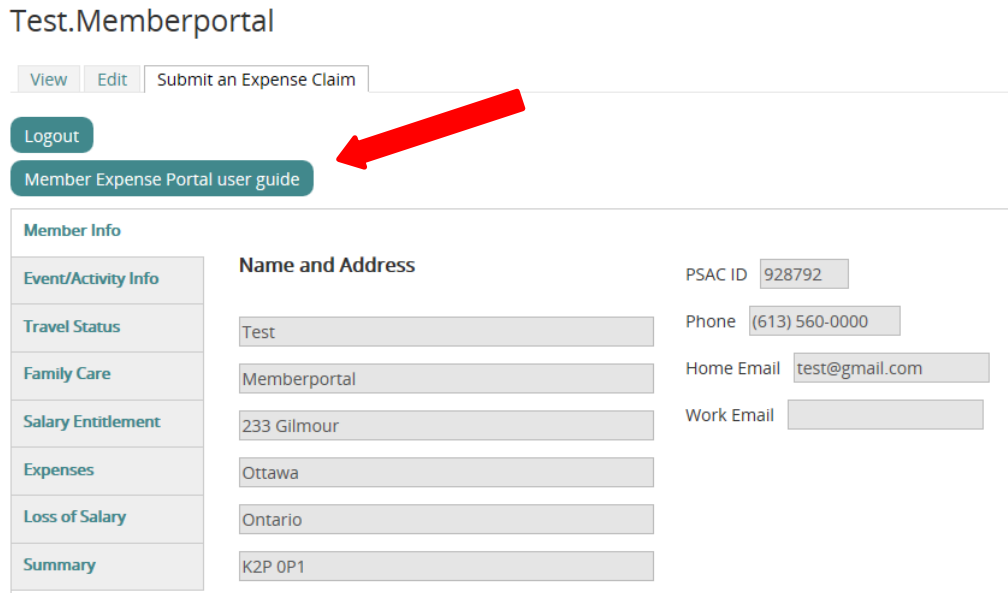 Test.Memberportal
View Edit Submit an Expense Claim
Logout
Member Expense Portal user guide
Member Info
Event/Activity Info
Travel Status
Family Care
Salary Entitlement
Expenses
Loss of Salary
Summary
Name and Address
Test
Memberportal
233 Gilmour
Ottawa
Ontario
K2P 0P1
PSAC ID 928792
Phone (613) 560-0000
Home Email test@gmail.com
Work Email